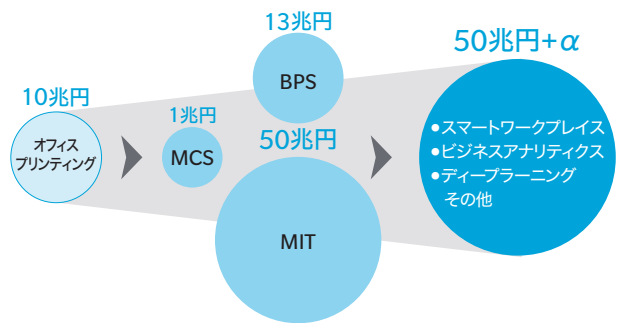 10兆円
オフィス
プリンティング
1兆円
MCS
13兆円
BPS
50兆円
MIT
50兆円+α
●スマートワークプレイス
●ビジネスアナリティクス
●ディープラーニング
その他